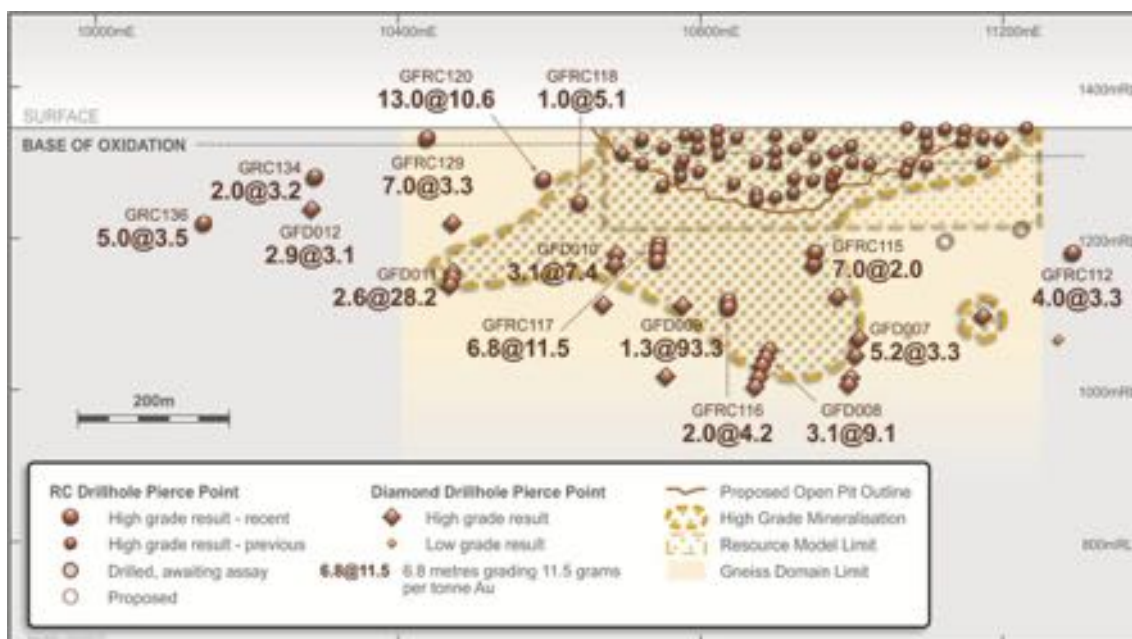 10000mE 10400mE 10800mE 11200mE
GFRC120 GFRC118
13.0@10.6 1.0@5.1
1400mRL
SURFACE
BASE OF OXIDATION
GRC134
2.0@3.2
GFRC129
7.0@3.3
GRC136
5.0@3.5
GFD012
2.9@3.1
GFD010
3.1@7.4
GFRC115
7.0@2.0
1200mRL
GFD011
2.6@28.2
GFRC112
4.0@3.3
GFRC117
6.8@11.5
GFD009
1.3@93.3
GFD007
5.2@3.3
200m
1000mRL
GFRC116
2.0@4.2
GFD008
3.1@9.1
RC Drillhole Pierce Point
High grade result - recent
High grade result - previous
Drilled, awaiting assay
Proposed
Diamond Drillhole Pierce Point
High grade result
Low grade result
6.8@11.5 6.8 metres grading 11.5 grams
per tonne Au
Proposed Open Pit Outline
High Grade Mineralisation
Resource Model Limit
Gneiss Domain Limit
800mRL